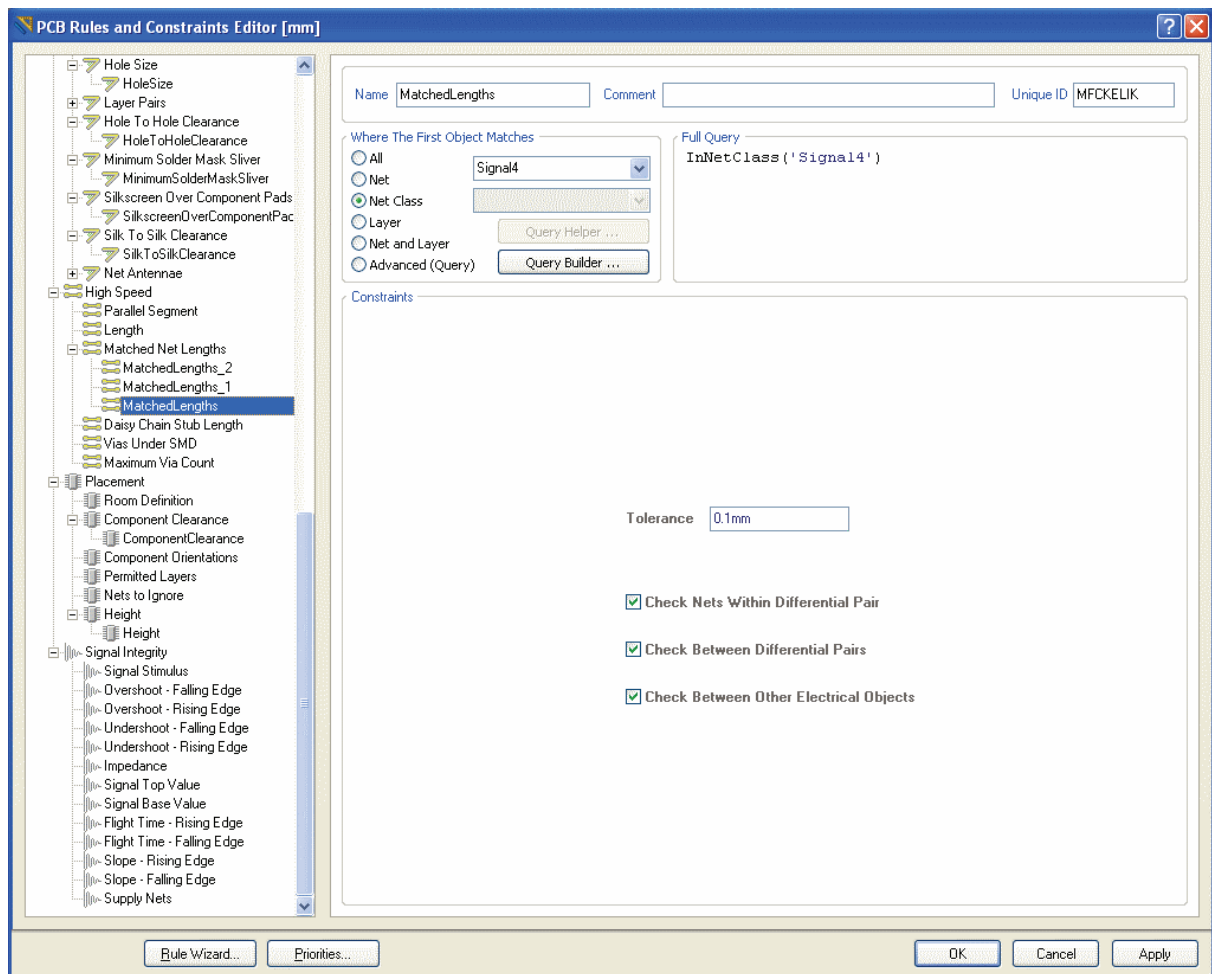 PCB Rules and Constraints Editor [mm]
Hole Size
HoleSize
Layer Pairs
Hole To Hole Clearance
HoleToHoleClearance
Minimum Solder Mask Sliver
MinimumSolderMaskSliver
Silkscreen Over Component Pads
SilkscreenOverComponentPac
Silk To Silk Clearance
SilkToSilkClearance
Net Antennae
High Speed
Parallel Segment
Length
Matched Net Lengths
MatchedLengths_2
MatchedLengths_1
MatchedLengths
Daisy Chain Stub Length
Vias Under SMD
Maximum Via Count
Placement
Room Definition
Component Clearance
ComponentClearance
Component Orientations
Permitted Layers
Nets to Ignore
Height
Height
Signal Integrity
Signal Stimulus
Overshoot - Falling Edge
Overshoot - Rising Edge
Undershoot - Falling Edge
Undershoot - Rising Edge
Impedance
Signal Top Value
Signal Base Value
Flight Time - Rising Edge
Flight Time - Falling Edge
Slope - Rising Edge
Slope - Falling Edge
Supply Nets
Name MatchedLengths Comment Unique ID MFCKELIK
Where The First Object Matches
All
Net
Net Class
Layer
Net and Layer
Advanced (Query)
Signal4
Query Helper ...
Query Builder ...
Full Query
InNetClass('Signal4')
Constraints
Tolerance 0.1mm
Check Nets Within Differential Pair
Check Between Differential Pairs
Check Between Other Electrical Objects
Rule Wizard... Priorities... OK Cancel Apply